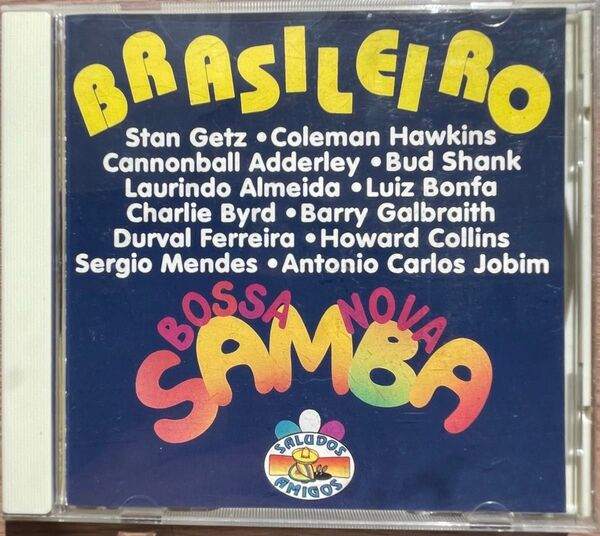 BRASILEIRO
Stan Getz • Coleman Hawkins
Cannonball Adderley • Bud Shank
Laurindo Almeida • Luiz Bonfa
Charlie Byrd • Barry Galbraith
Durval Ferreira • Howard Collins
Sergio Mendes • Antonio Carlos Jobim
BOSSA NOVA
SAMBA
SALUDOS
AMIGOS